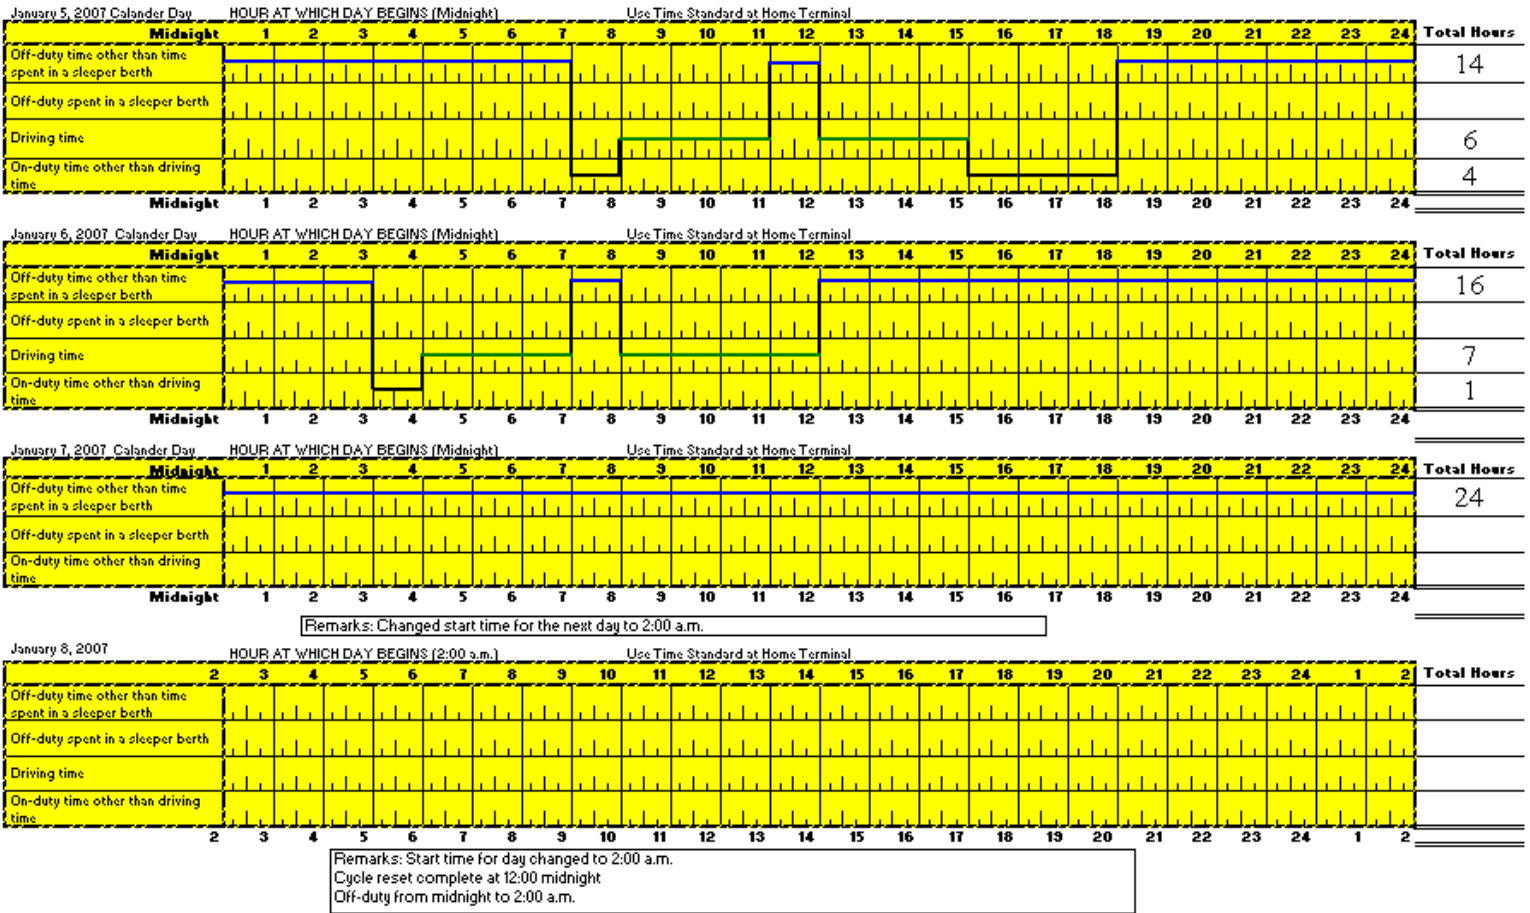 January 5, 2007 Calander Day HOUR AT WHICH DAY BEGINS (Midnight) Use Time Standard at Home Terminal
Midnight 1 2 3 4 5 6 7 8 9 10 11 12 13 14 15 16 17 18 19 20 21 22 23 24 Total Hours
Off-duty time other than time
spent in a sleeper berth 14
Off-duty spent in a sleeper berth
Driving time 6
On-duty time other than driving
time 4
Midnight 1 2 3 4 5 6 7 8 9 10 11 12 13 14 15 16 17 18 19 20 21 22 23 24
January 6, 2007 Calander Day HOUR AT WHICH DAY BEGINS (Midnight) Use Time Standard at Home Terminal
Midnight 1 2 3 4 5 6 7 8 9 10 11 12 13 14 15 16 17 18 19 20 21 22 23 24 Total Hours
Off-duty time other than time
spent in a sleeper berth 16
Off-duty spent in a sleeper berth
Driving time 7
On-duty time other than driving
time 1
Midnight 1 2 3 4 5 6 7 8 9 10 11 12 13 14 15 16 17 18 19 20 21 22 23 24
January 7, 2007 Calander Day HOUR AT WHICH DAY BEGINS (Midnight) Use Time Standard at Home Terminal
Midnight 1 2 3 4 5 6 7 8 9 10 11 12 13 14 15 16 17 18 19 20 21 22 23 24 Total Hours
Off-duty time other than time
spent in a sleeper berth 24
Off-duty spent in a sleeper berth
On-duty time other than driving
time
Midnight 1 2 3 4 5 6 7 8 9 10 11 12 13 14 15 16 17 18 19 20 21 22 23 24
Remarks: Changed start time for the next day to 2:00 a.m.
January 8, 2007 HOUR AT WHICH DAY BEGINS (2:00 a.m.) Use Time Standard at Home Terminal
2 3 4 5 6 7 8 9 10 11 12 13 14 15 16 17 18 19 20 21 22 23 24 1 2 Total Hours
Off-duty time other than time
spent in a sleeper berth
Off-duty spent in a sleeper berth
Driving time
On-duty time other than driving
time
2 3 4 5 6 7 8 9 10 11 12 13 14 15 16 17 18 19 20 21 22 23 24 1 2
Remarks: Start time for day changed to 2:00 a.m.
Cycle reset complete at 12:00 midnight
Off-duty from midnight to 2:00 a.m.